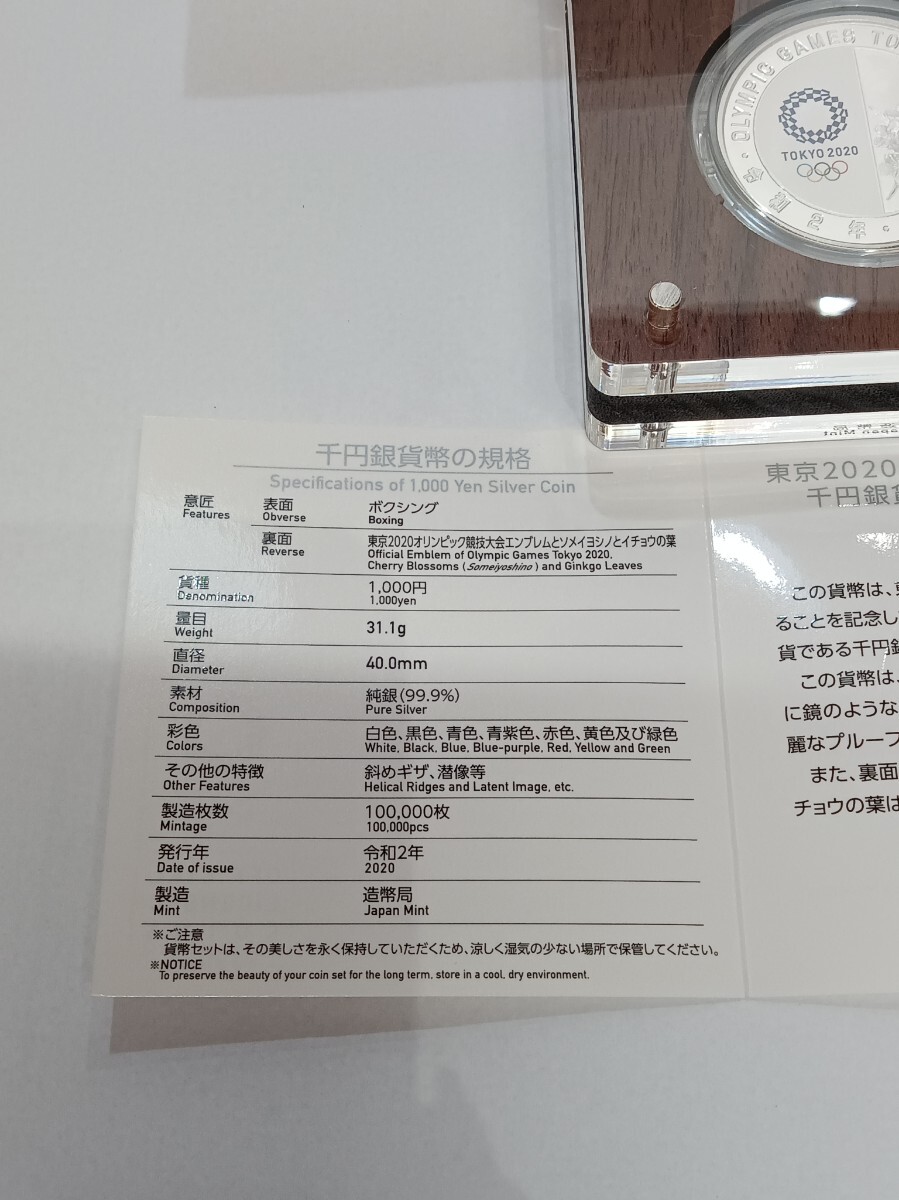 OLYMPIC GAMES TO
TOKYO 2020
令和2年
千円銀貨幣の規格
Specifications of 1,000 Yen Silver Coin
意匠 表面 ボクシング
Features Obverse Boxing
裏面 東京2020オリンピック競技大会エンブレムとソメイヨシノとイチョウの葉
Reverse Official Emblem of Olympic Games Tokyo 2020,
Cherry Blossoms (Someiyoshino) and Ginkgo Leaves
貨種 1,000円
Denomination 1,000yen
量目 31.1g
Weight
直径 40.0mm
Diameter
素材 純銀(99.9%)
Composition Pure Silver
彩色 白色、黒色、青色、青紫色、赤色、黄色及び緑色
Colors White, Black, Blue, Blue-purple, Red, Yellow and Green
その他の特徴 斜めギザ、潜像等
Other Features Helical Ridges and Latent Image, etc.
製造枚数 100,000枚
Mintage 100,000pcs
発行年 令和2年
Date of issue 2020
製造 造幣局
Mint Japan Mint
※ご注意
貨幣セットは、その美しさを永く保持していただくため、涼しく湿気の少ない場所で保管してください。
※NOTICE
To preserve the beauty of your coin set for the long term, store in a cool, dry environment.
東京2020
千円銀貨
この貨幣は、東
ることを記念し
貨である千円銀
この貨幣は、
に鏡のような
麗なプルーフ
また、裏面
チョウの葉は